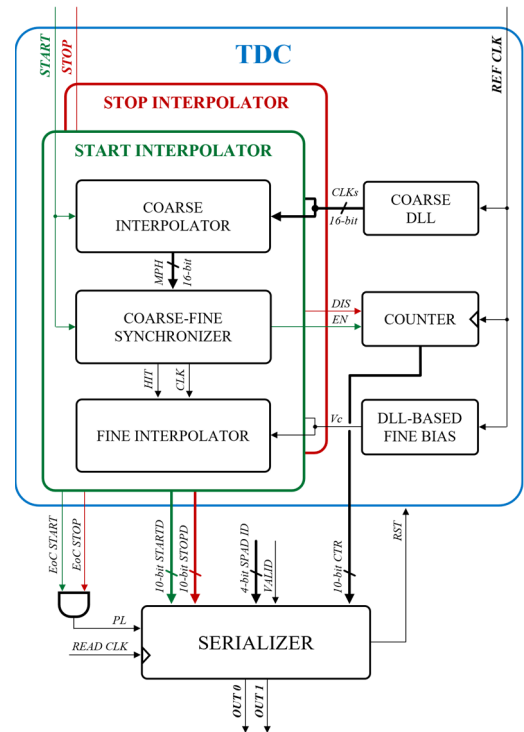 START
STOP
REF CLK
TDC
STOP INTERPOLATOR
START INTERPOLATOR
COARSE
INTERPOLATOR
CLKs
16-bit
COARSE
DLL
MPH
16-bit
COARSE-FINE
SYNCHRONIZER
DIS
EN
COUNTER
HIT
CLK
FINE INTERPOLATOR
Vc
DLL-BASED
FINE BIAS
EoC START
EoC STOP
10-bit STARTD
10-bit STOPD
4-bit SPAD ID
VALID
10-bit CTR
RST
PL
READ CLK
SERIALIZER
OUT 0
OUT 1